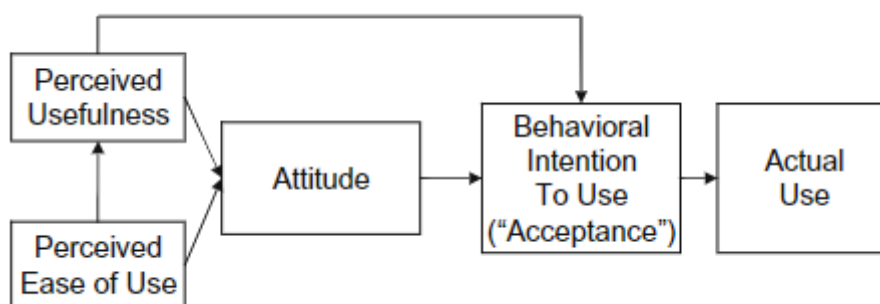 Perceived
Usefulness
Perceived
Ease of Use
Attitude
Behavioral
Intention
To Use
(“Acceptance”)
Actual
Use